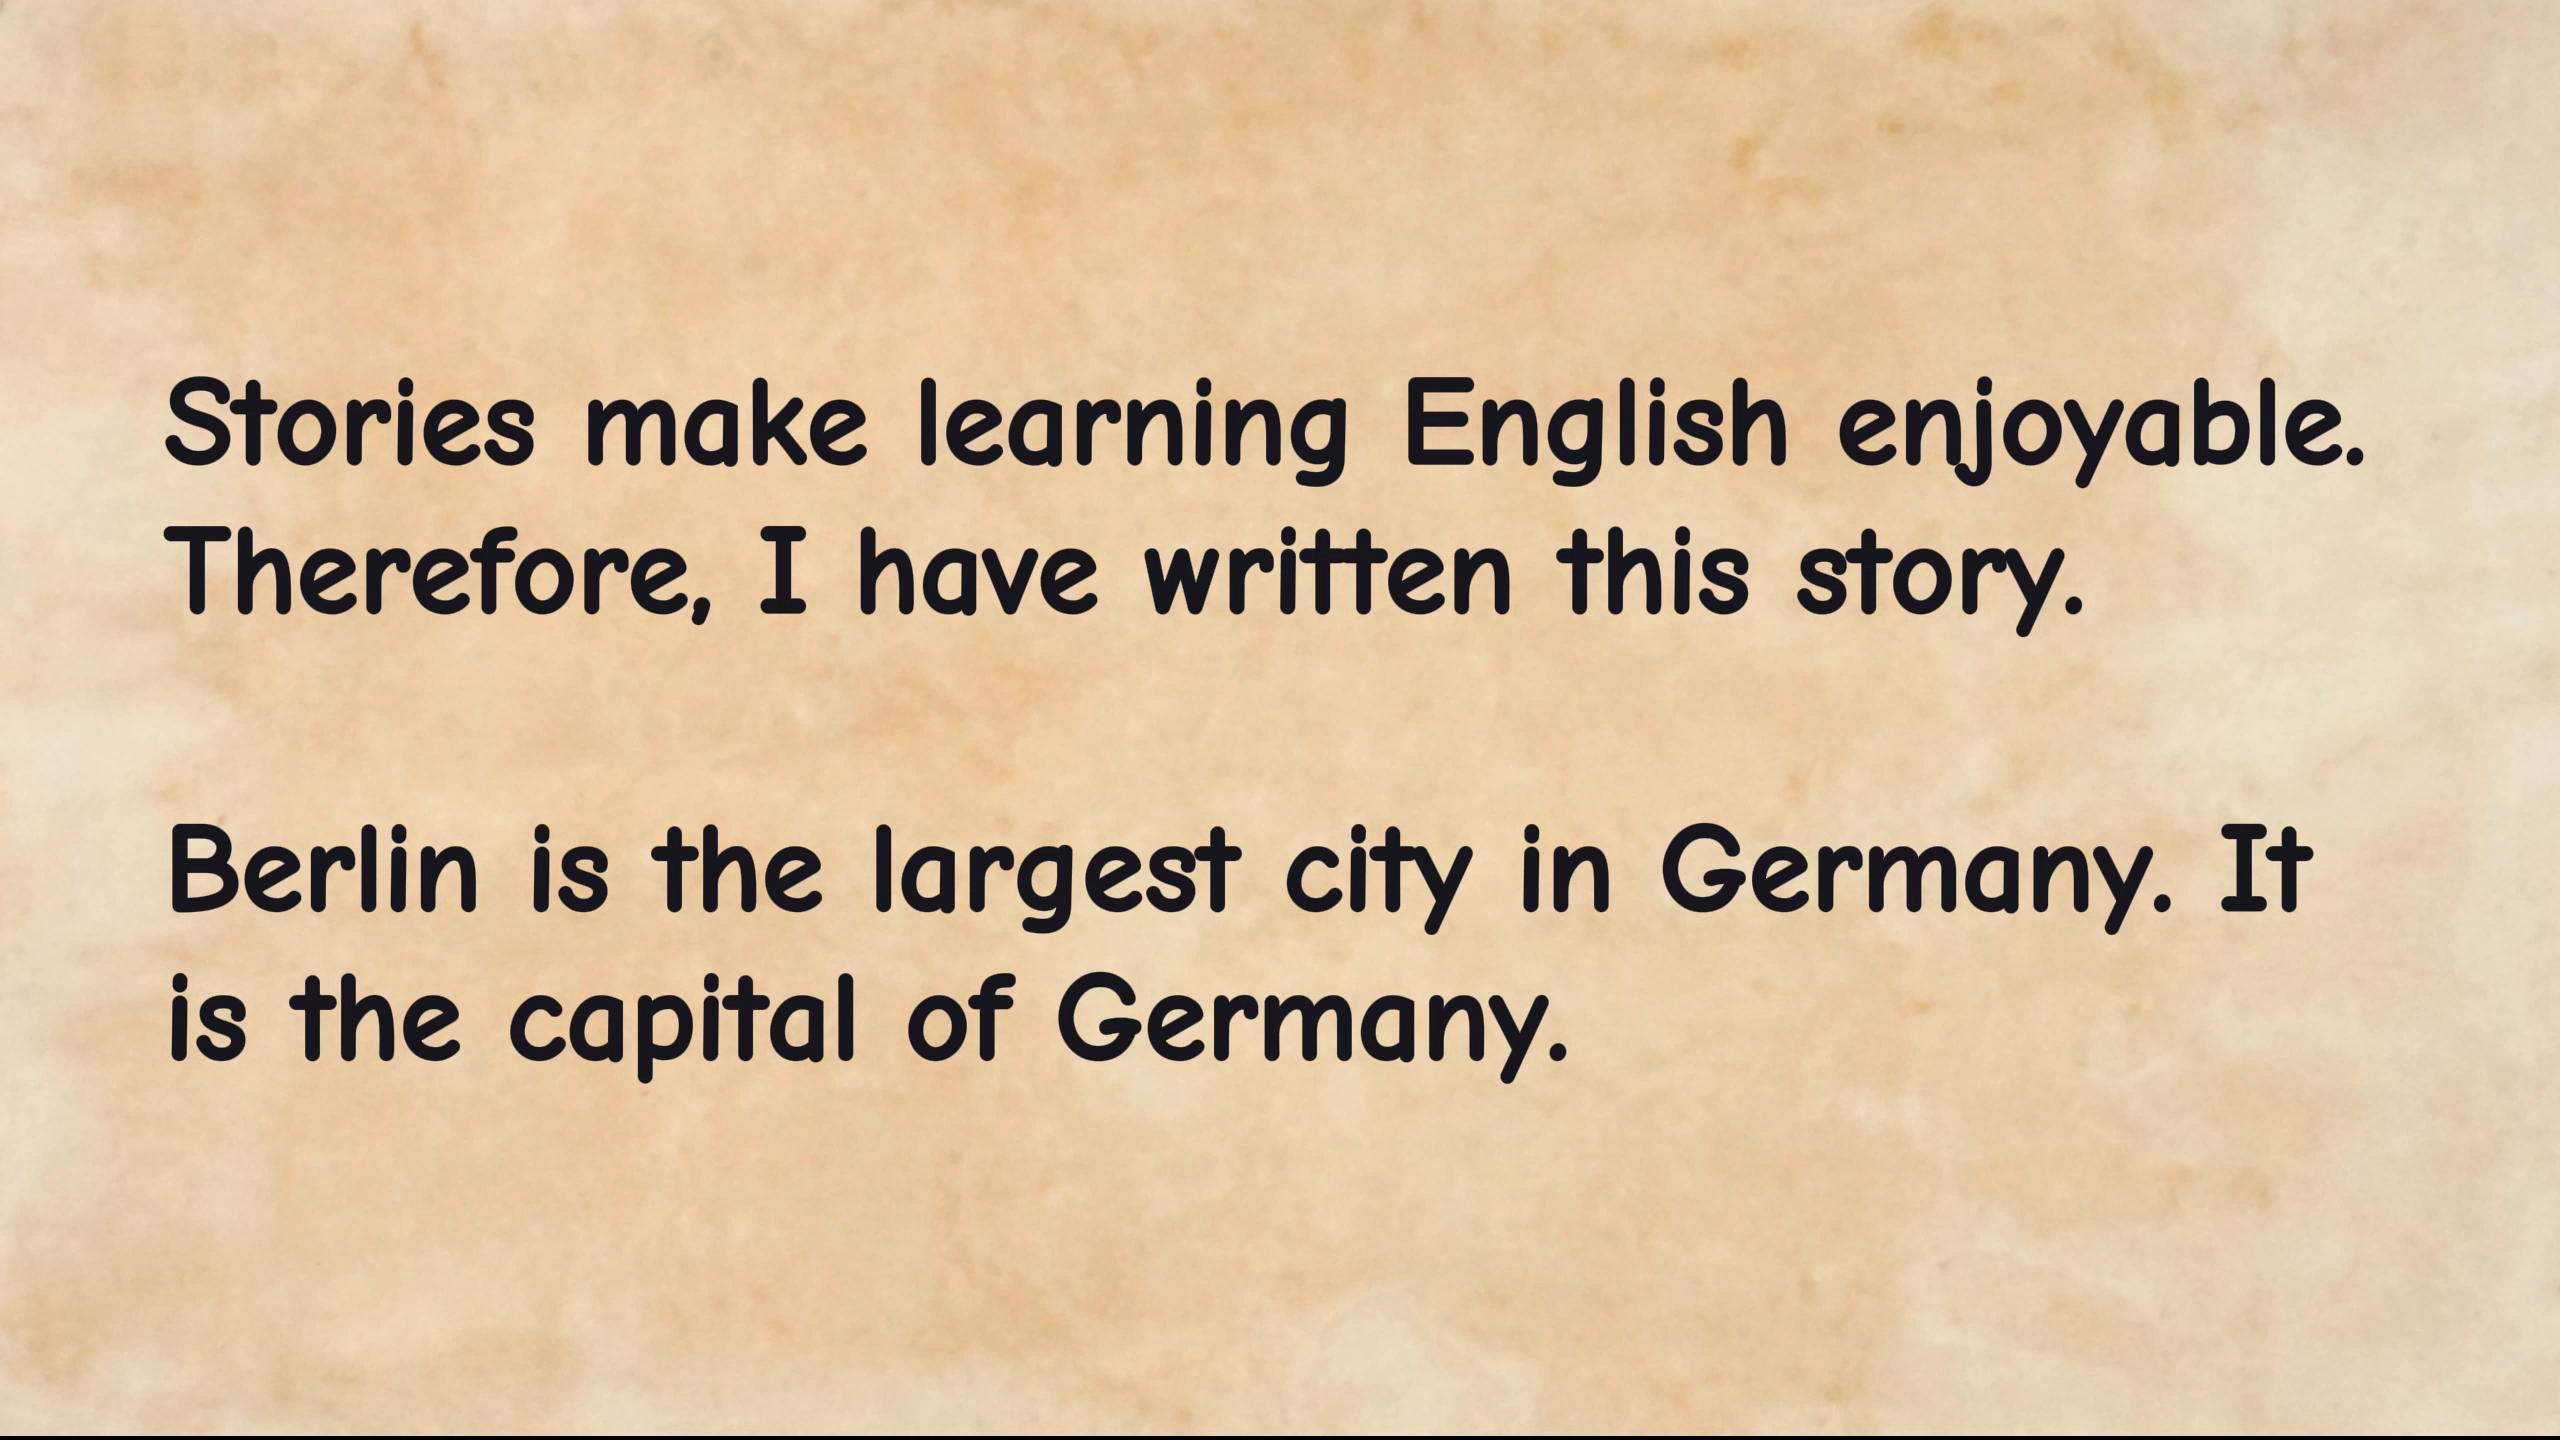 Stories make learning English enjoyable.
Therefore, I have written this story.
Berlin is the largest city in Germany. It
is the capital of Germany.